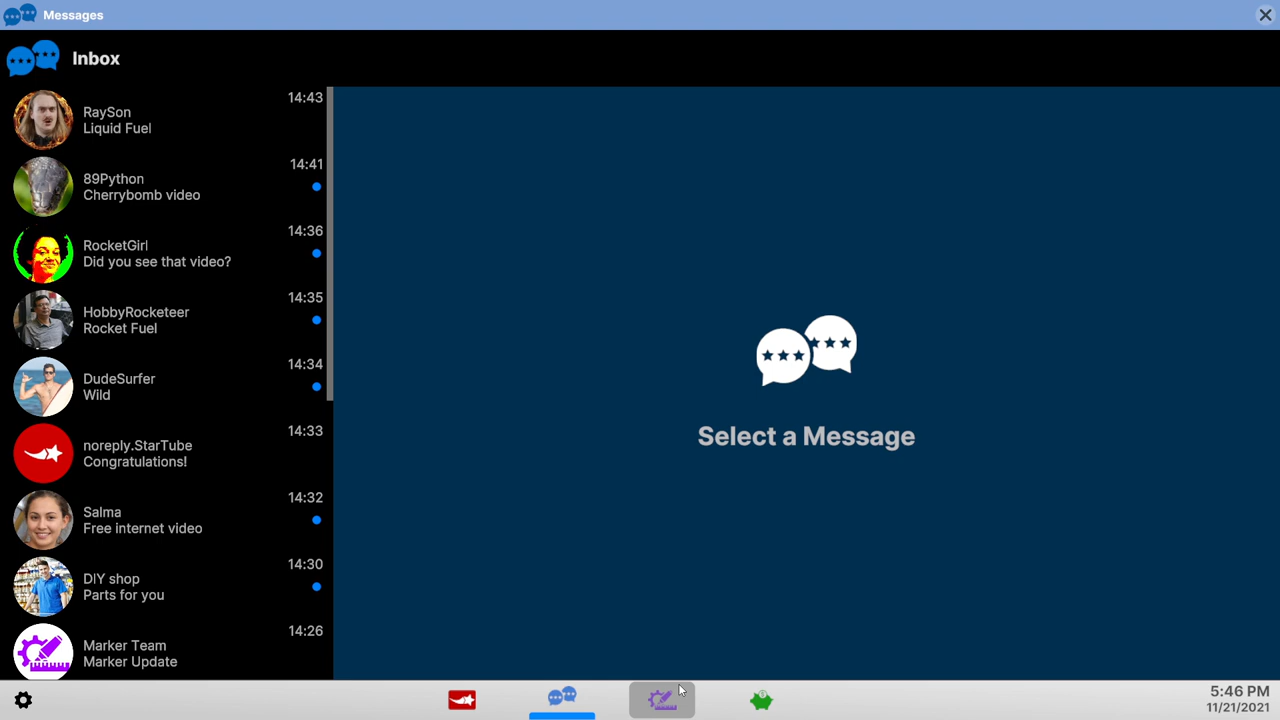 Messages
Inbox
14:43
RaySon
Liquid Fuel
14:41
89Python
Cherrybomb video
14:36
RocketGirl
Did you see that video?
14:35
HobbyRocketeer
Rocket Fuel
14:34
DudeSurfer
Wild
14:33
noreply.StarTube
Congratulations!
14:32
Salma
Free internet video
14:30
DIY shop
Parts for you
14:26
Marker Team
Marker Update
Select a Message
5:46 PM
11/21/2021